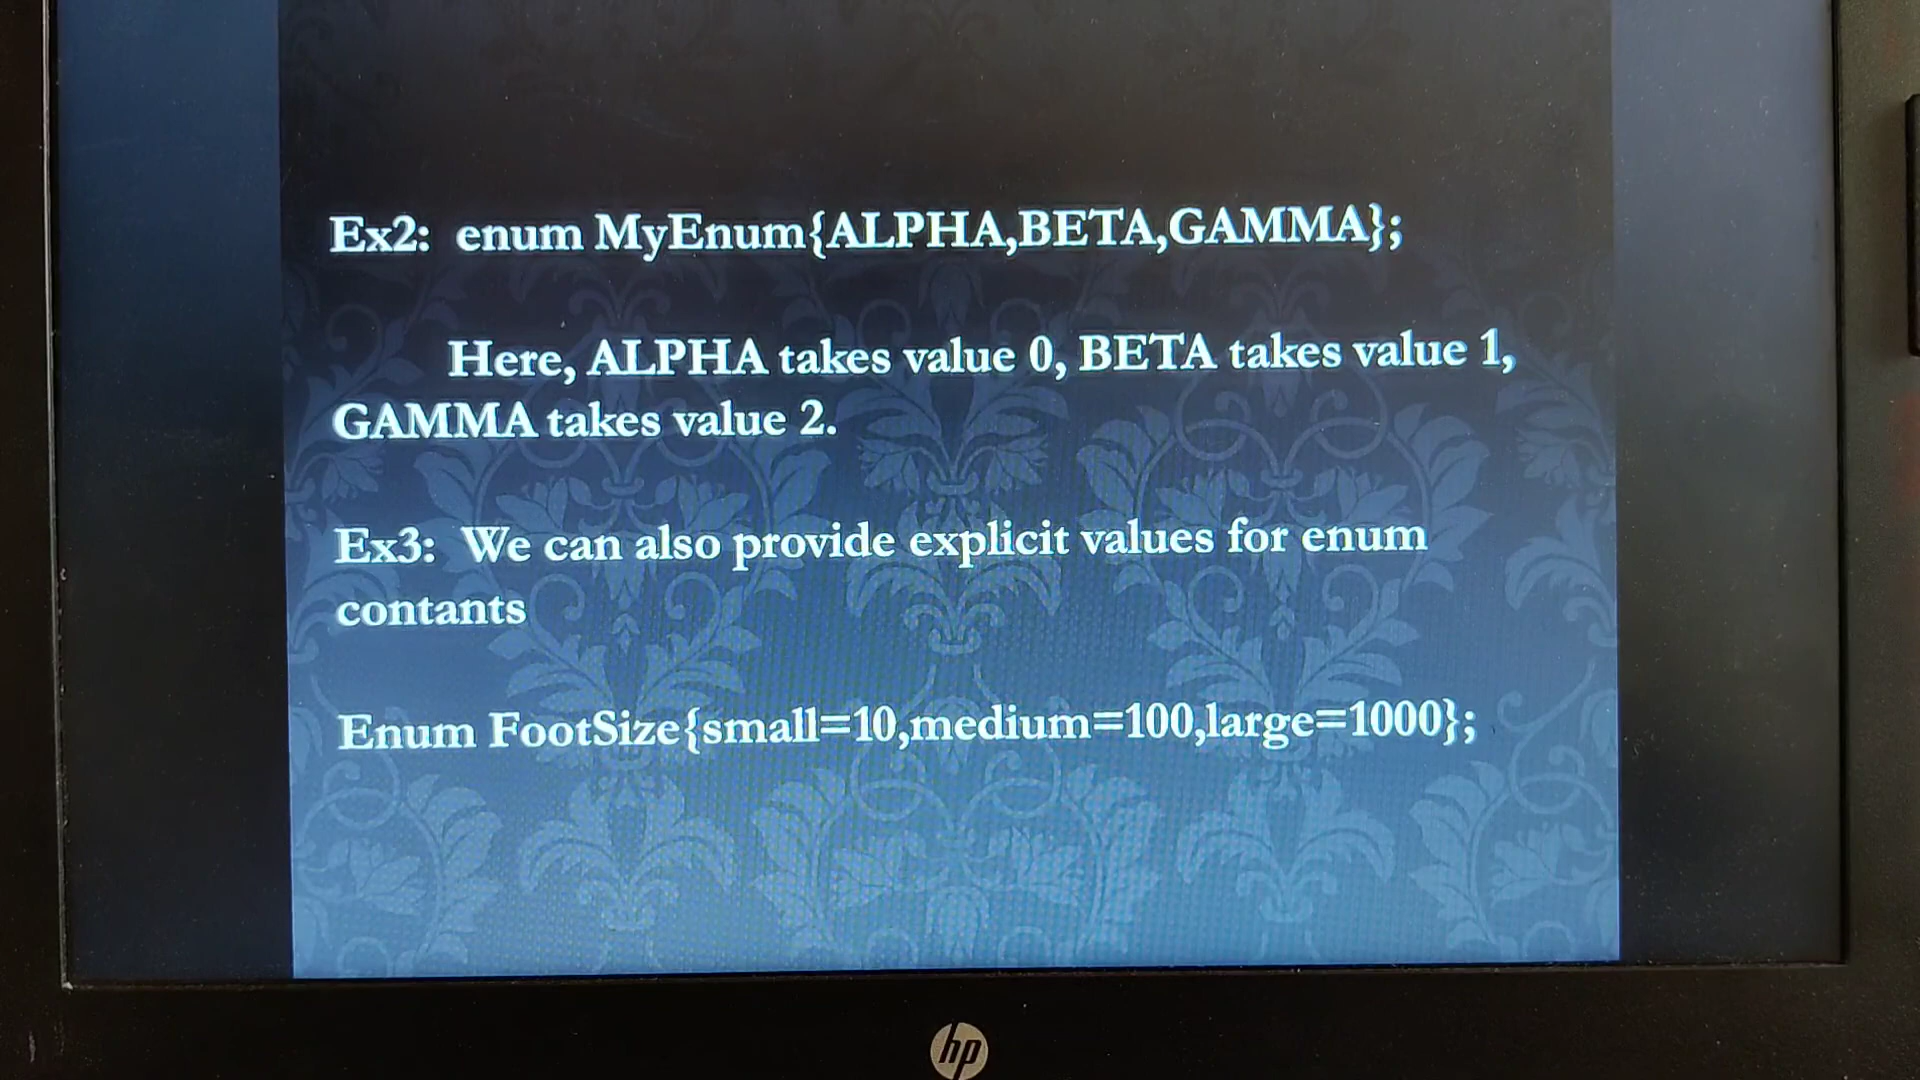 Ex2: enum MyEnum{ALPHA,BETA,GAMMA};
Here, ALPHA takes value 0, BETA takes value 1,
GAMMA takes value 2.
Ex3: We can also provide explicit values for enum
contants
Enum FootSize{small=10,medium=100,large=1000};
hp